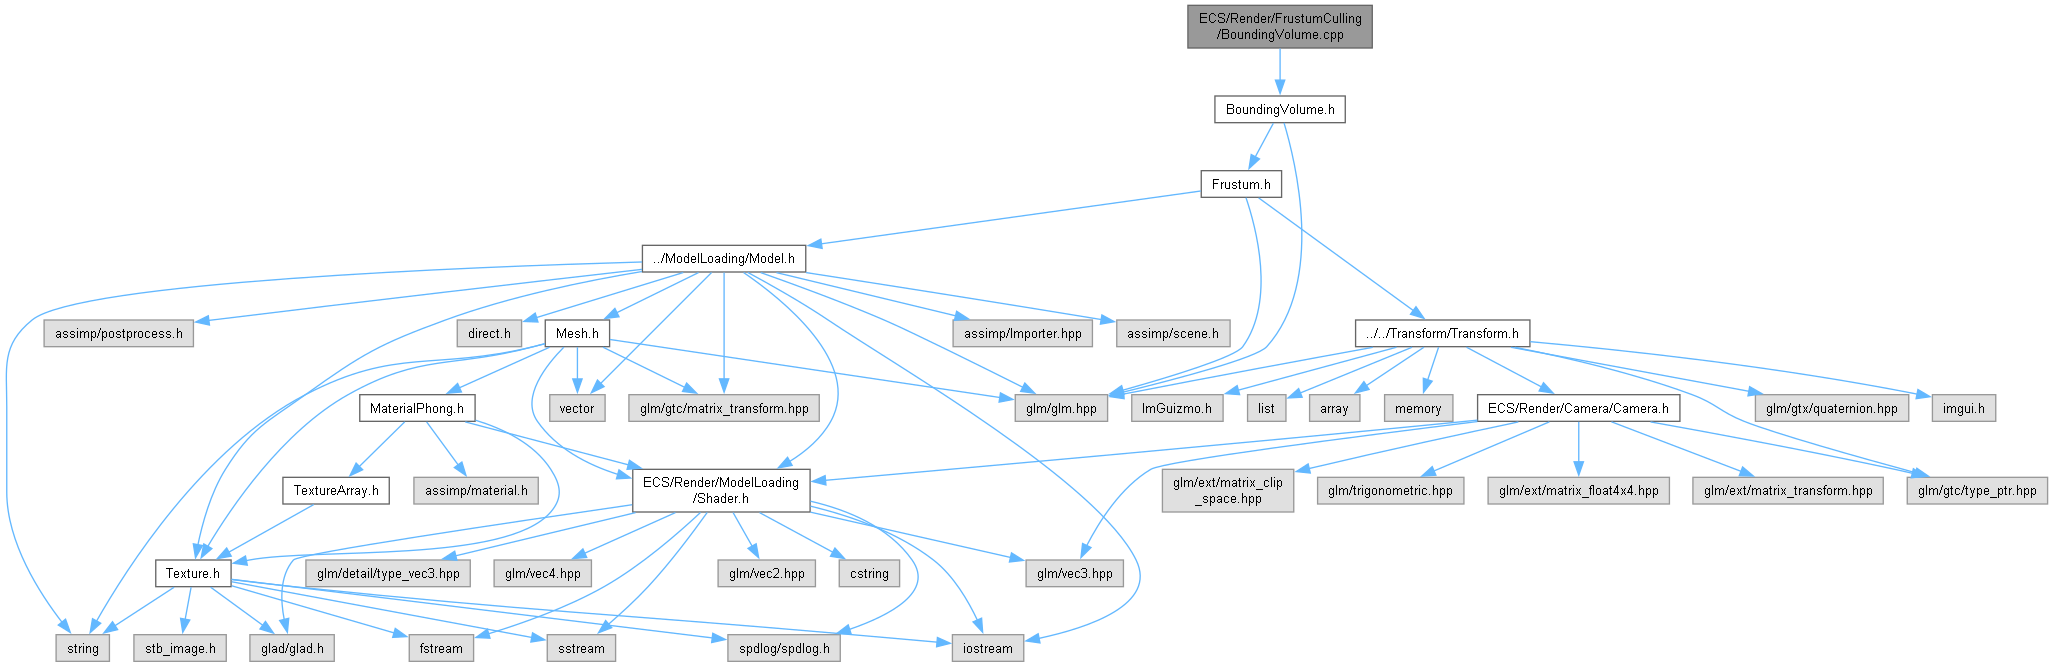 ECS/Render/FrustumCulling
/BoundingVolume.cpp
BoundingVolume.h
Frustum.h
../ModelLoading/Model.h
assimp/postprocess.h
direct.h
Mesh.h
assimp/Importer.hpp
assimp/scene.h
../../Transform/Transform.h
MaterialPhong.h
vector
glm/gtc/matrix_transform.hpp
glm/glm.hpp
ImGuizmo.h
list
array
memory
ECS/Render/Camera/Camera.h
glm/gtx/quaternion.hpp
imgui.h
TextureArray.h
assimp/material.h
ECS/Render/ModelLoading
/Shader.h
glm/ext/matrix_clip
_space.hpp
glm/trigonometric.hpp
glm/ext/matrix_float4x4.hpp
glm/ext/matrix_transform.hpp
glm/gtc/type_ptr.hpp
Texture.h
glm/detail/type_vec3.hpp
glm/vec4.hpp
glm/vec2.hpp
cstring
glm/vec3.hpp
string
stb_image.h
glad/glad.h
fstream
sstream
spdlog/spdlog.h
iostream